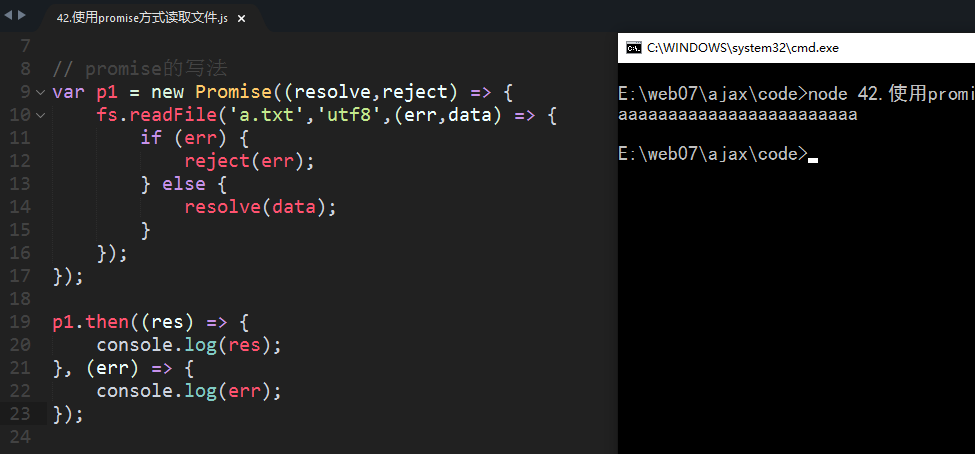 42.使用promise方式读取文件.js ×
7
8 // promise的写法
9 var p1 = new Promise((resolve,reject) => {
10 fs.readFile('a.txt','utf8',(err,data) => {
11 if (err) {
12 reject(err);
13 } else {
14 resolve(data);
15 }
16 });
17 });
18
19 p1.then((res) => {
20 console.log(res);
21 }, (err) => {
22 console.log(err);
23 });
24
C:\WINDOWS\system32\cmd.exe
E:\web07\ajax\code>node 42.使用promi
aaaaaaaaaaaaaaaaaaaaaaaa
E:\web07\ajax\code>